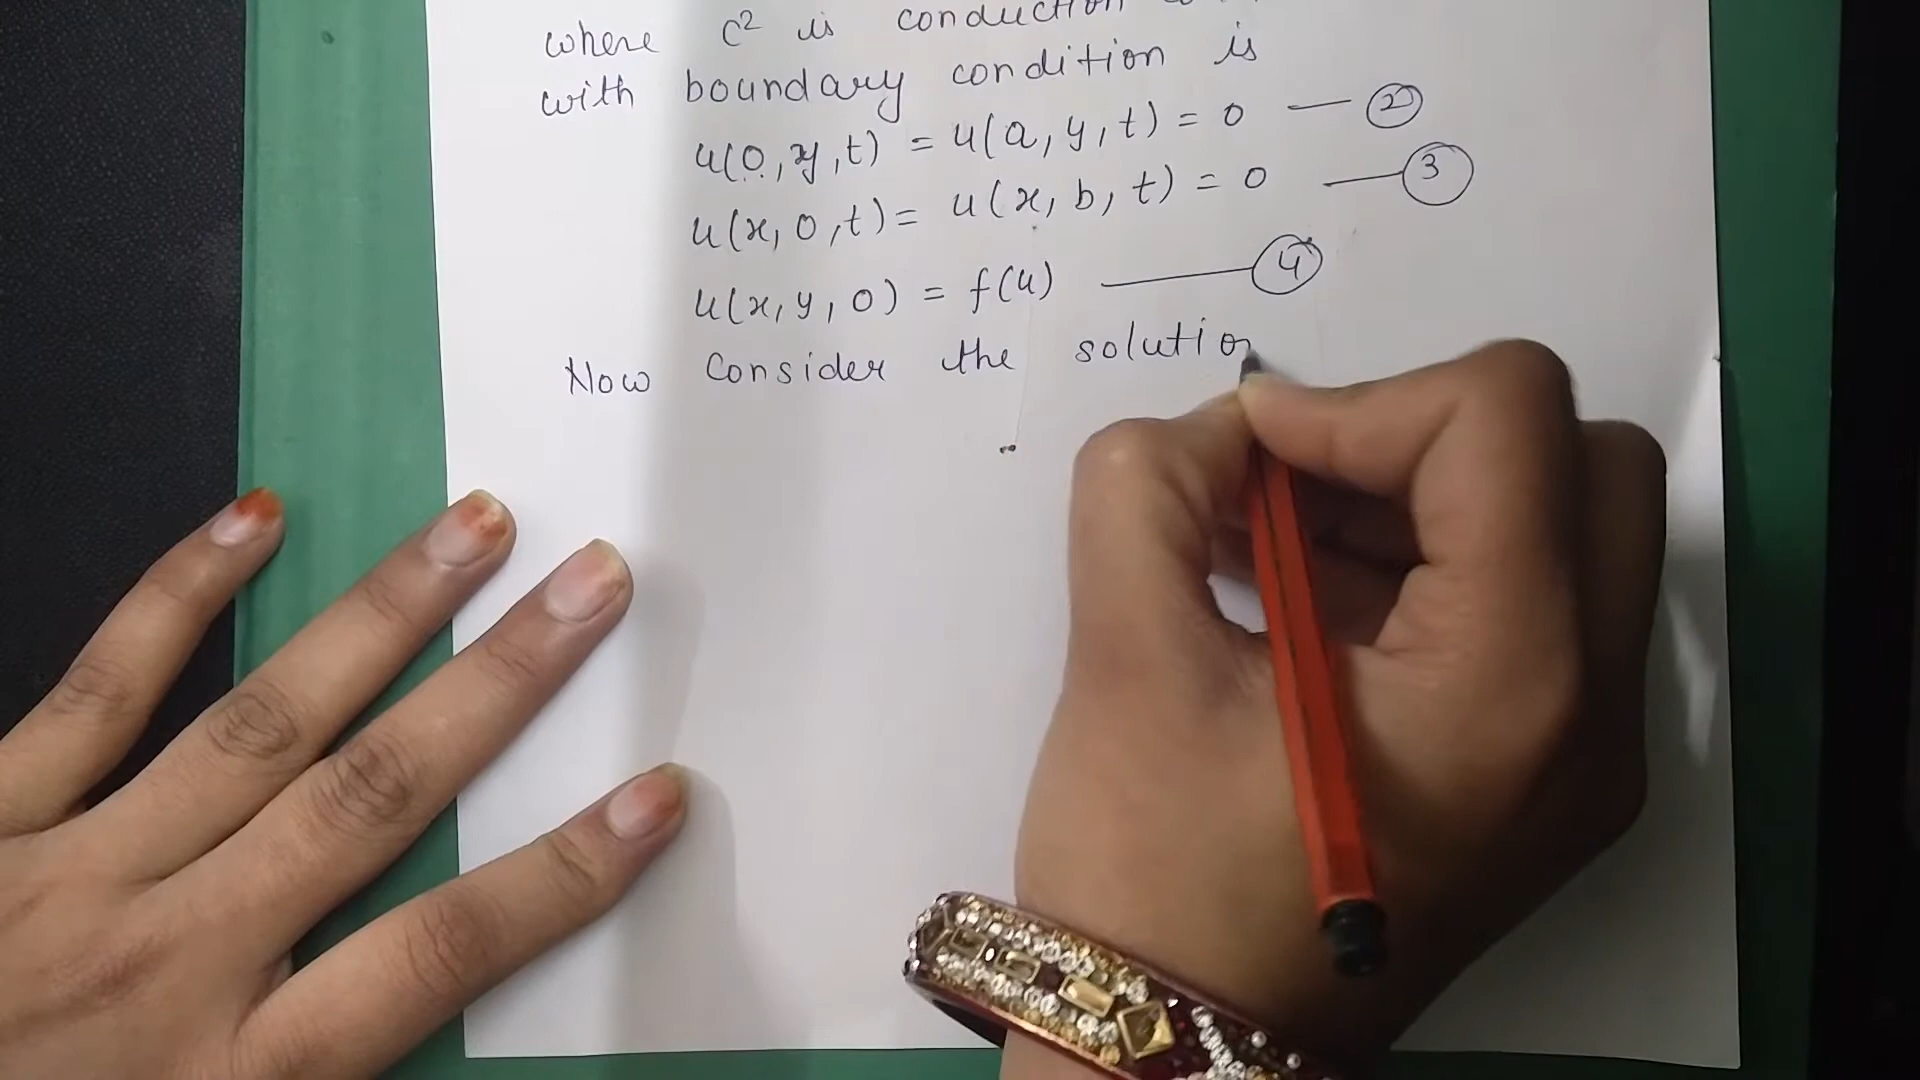 where c² is conduction
with boundary condition is
u(0,y,t) = u(a,y,t) = 0 — ②
u(x,0,t) = u(x,b,t) = 0 — ③
u(x,y,0) = f(u) — ④
Now Consider the solution